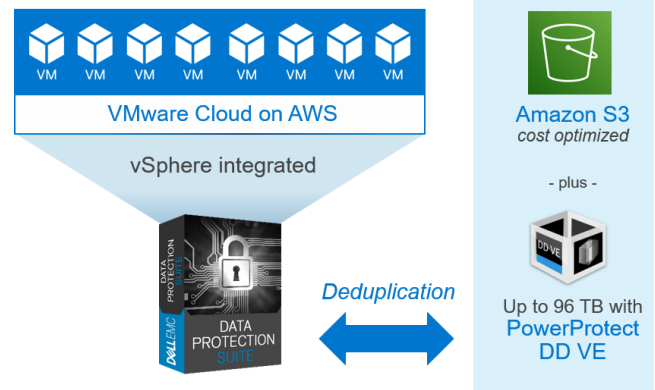 VM VM VM VM VM VM VM VM
VMware Cloud on AWS
vSphere integrated
DATA
PROTECTION
SUITE
DELLEMC
DATA
PROTECTION
SUITE
Deduplication
Amazon S3
cost optimized
- plus -
DD VE
Up to 96 TB with
PowerProtect
DD VE